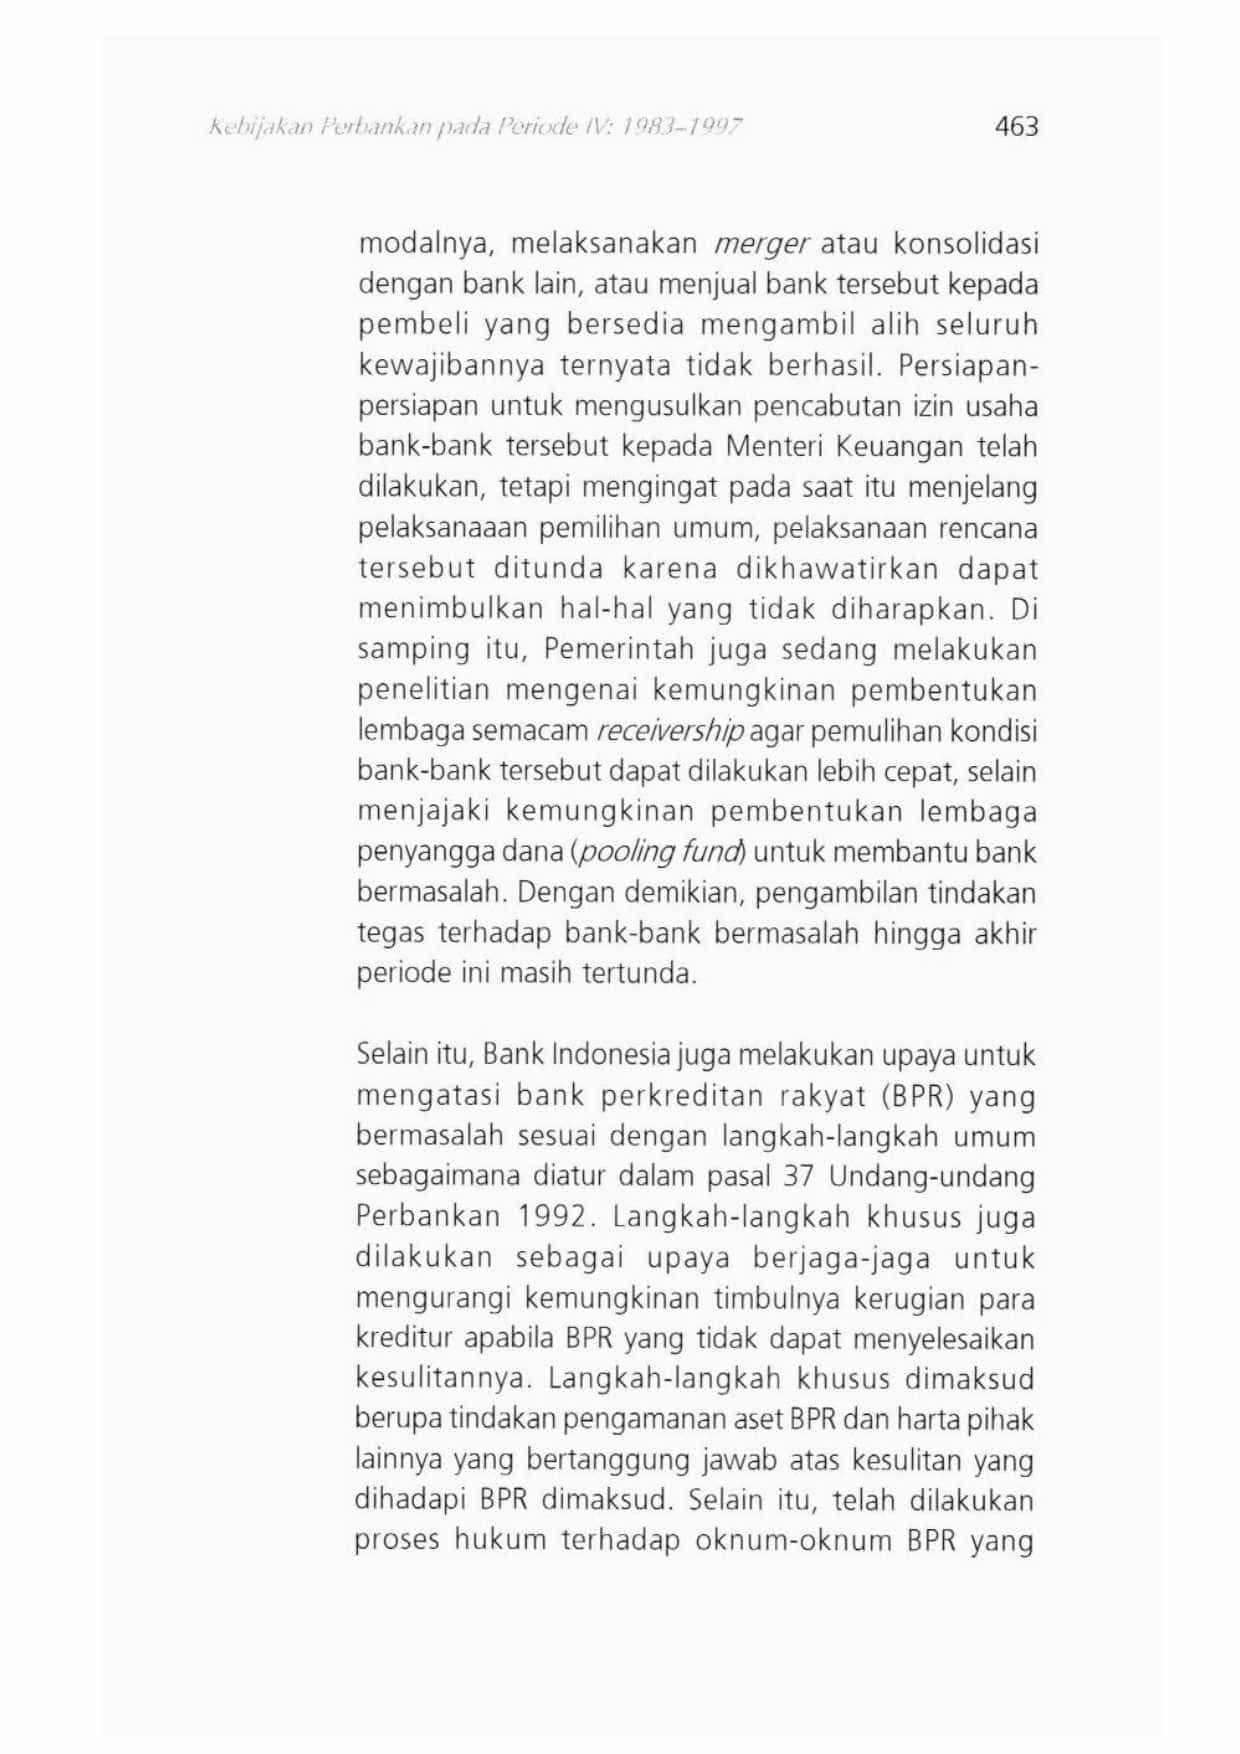 Kebijakan Perbankan pada Periode IV: 1983–1997 463
modalnya, melaksanakan merger atau konsolidasi
dengan bank lain, atau menjual bank tersebut kepada
pembeli yang bersedia mengambil alih seluruh
kewajibannya ternyata tidak berhasil. Persiapan-
persiapan untuk mengusulkan pencabutan izin usaha
bank-bank tersebut kepada Menteri Keuangan telah
dilakukan, tetapi mengingat pada saat itu menjelang
pelaksanaaan pemilihan umum, pelaksanaan rencana
tersebut ditunda karena dikhawatirkan dapat
menimbulkan hal-hal yang tidak diharapkan. Di
samping itu, Pemerintah juga sedang melakukan
penelitian mengenai kemungkinan pembentukan
lembaga semacam receivership agar pemulihan kondisi
bank-bank tersebut dapat dilakukan lebih cepat, selain
menjajaki kemungkinan pembentukan lembaga
penyangga dana (pooling fund) untuk membantu bank
bermasalah. Dengan demikian, pengambilan tindakan
tegas terhadap bank-bank bermasalah hingga akhir
periode ini masih tertunda.
Selain itu, Bank Indonesia juga melakukan upaya untuk
mengatasi bank perkreditan rakyat (BPR) yang
bermasalah sesuai dengan langkah-langkah umum
sebagaimana diatur dalam pasal 37 Undang-undang
Perbankan 1992. Langkah-langkah khusus juga
dilakukan sebagai upaya berjaga-jaga untuk
mengurangi kemungkinan timbulnya kerugian para
kreditur apabila BPR yang tidak dapat menyelesaikan
kesulitannya. Langkah-langkah khusus dimaksud
berupa tindakan pengamanan aset BPR dan harta pihak
lainnya yang bertanggung jawab atas kesulitan yang
dihadapi BPR dimaksud. Selain itu, telah dilakukan
proses hukum terhadap oknum-oknum BPR yang